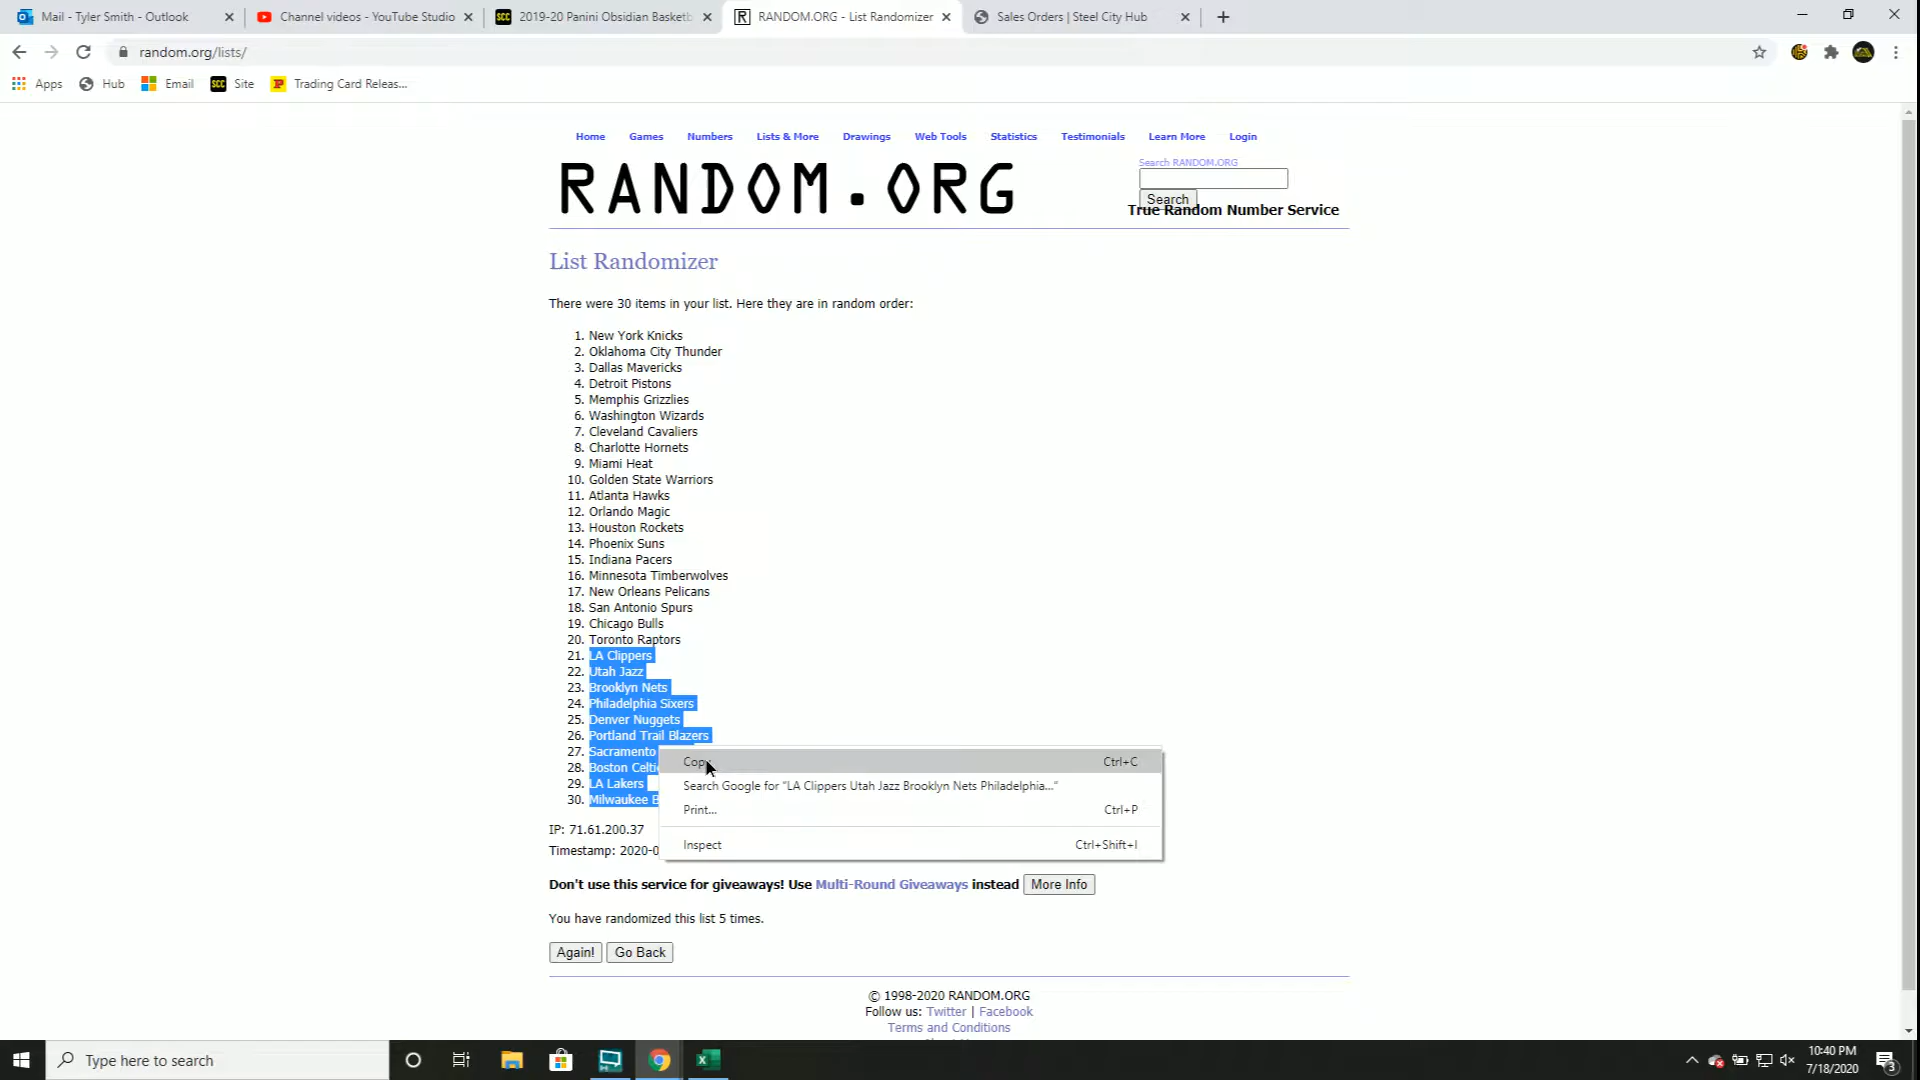 Mail - Tyler Smith - Outlook
Channel videos - YouTube Studio
SCC 2019-20 Panini Obsidian Basketb
R RANDOM.ORG - List Randomizer
Sales Orders | Steel City Hub
random.org/lists/
Apps
Hub
Email
SCC Site
Trading Card Releas...
Home
Games
Numbers
Lists & More
Drawings
Web Tools
Statistics
Testimonials
Learn More
Login
RANDOM.ORG
Search RANDOM.ORG
Search
True Random Number Service
List Randomizer
There were 30 items in your list. Here they are in random order:
1. New York Knicks
2. Oklahoma City Thunder
3. Dallas Mavericks
4. Detroit Pistons
5. Memphis Grizzlies
6. Washington Wizards
7. Cleveland Cavaliers
8. Charlotte Hornets
9. Miami Heat
10. Golden State Warriors
11. Atlanta Hawks
12. Orlando Magic
13. Houston Rockets
14. Phoenix Suns
15. Indiana Pacers
16. Minnesota Timberwolves
17. New Orleans Pelicans
18. San Antonio Spurs
19. Chicago Bulls
20. Toronto Raptors
21. LA Clippers
22. Utah Jazz
23. Brooklyn Nets
24. Philadelphia Sixers
25. Denver Nuggets
26. Portland Trail Blazers
27. Sacramento
28. Boston Celti
29. LA Lakers
30. Milwaukee B
Copy Ctrl+C
Search Google for "LA Clippers Utah Jazz Brooklyn Nets Philadelphia..."
Print... Ctrl+P
Inspect Ctrl+Shift+I
IP: 71.61.200.37
Timestamp: 2020-0
Don't use this service for giveaways! Use Multi-Round Giveaways instead More Info
You have randomized this list 5 times.
Again! Go Back
© 1998-2020 RANDOM.ORG
Follow us: Twitter | Facebook
Terms and Conditions
Type here to search
10:40 PM
7/18/2020
3